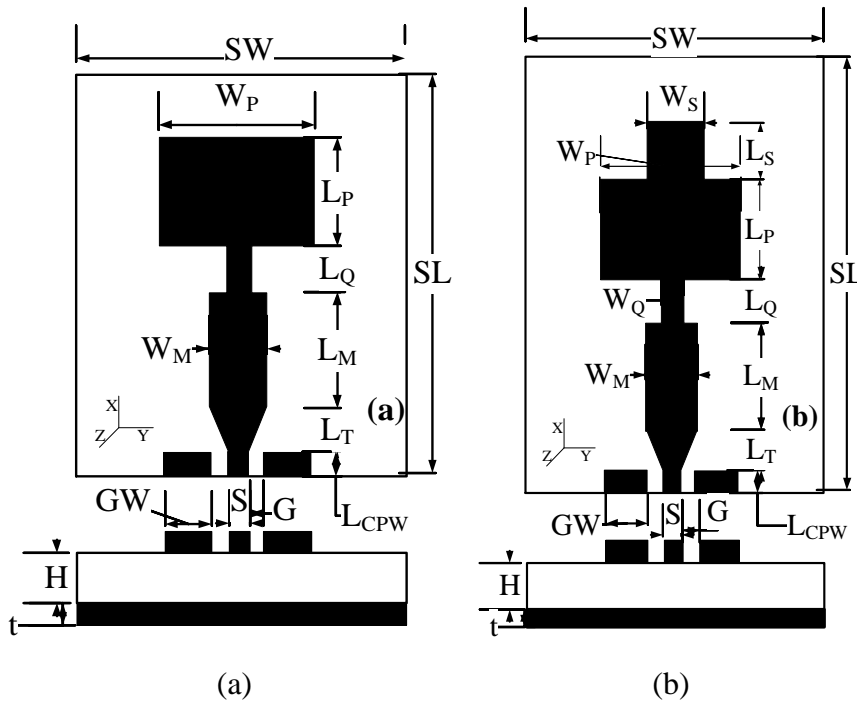 SW
W_P
L_P
L_Q
SL
W_M
L_M
(a)
X
Z
Y
L_T
GW
S
G
L_CPW
H
t
(a)
SW
W_S
W_P
L_S
L_P
SL
W_Q
L_Q
W_M
L_M
X
Z
Y
(b)
L_T
GW
S
G
L_CPW
H
t
(b)